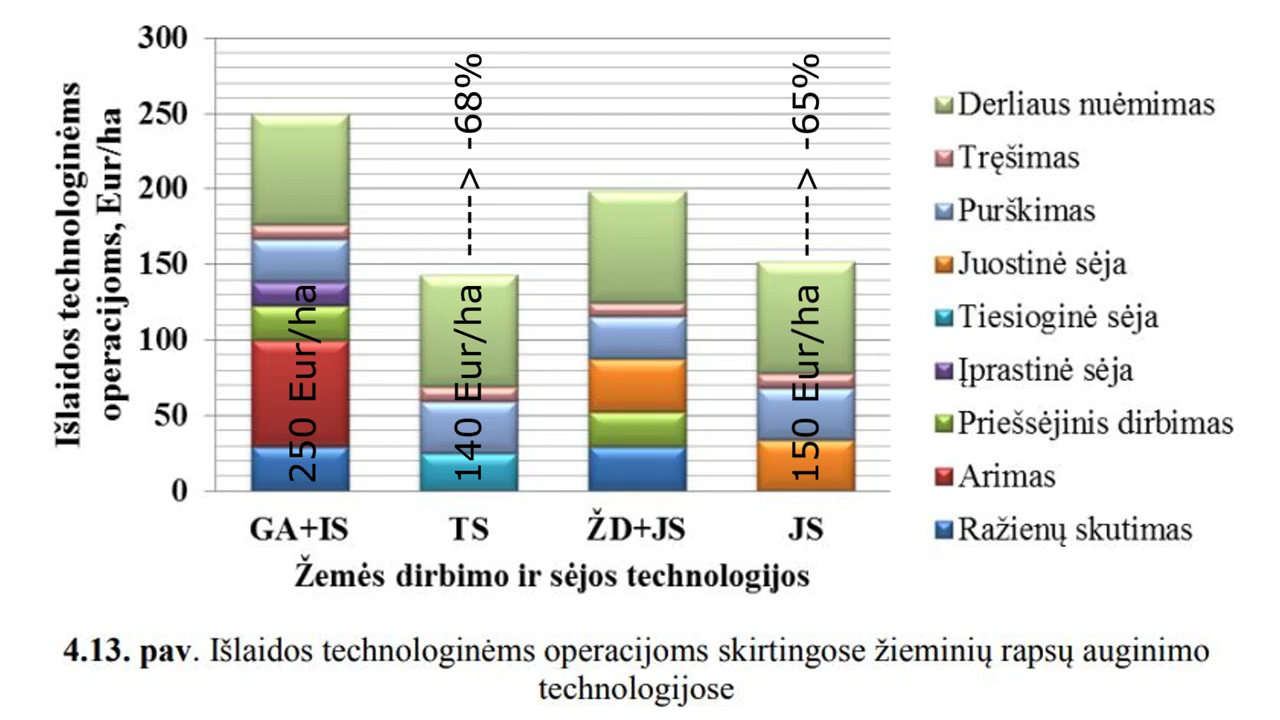 Išlaidos technologinėms
operacijoms, Eur/ha
300
250
200
150
100
50
0
250 Eur/ha
140 Eur/ha -----> -68%
150 Eur/ha -----> -65%
GA+IS
TS
ŽD+JS
JS
Žemės dirbimo ir sėjos technologijos
Derliaus nuėmimas
Tręšimas
Purškimas
Juostinė sėja
Tiesioginė sėja
Įprastinė sėja
Priešsėjinis dirbimas
Arimas
Ražienų skutimas
4.13. pav. Išlaidos technologinėms operacijoms skirtingose žieminių rapsų auginimo
technologijose